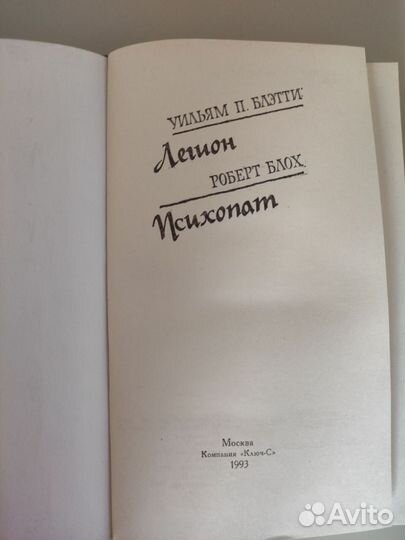 УИЛЬЯМ П. БЛЭТТИ
Легион
РОБЕРТ БЛОХ
Психопат
Москва
Компания «Ключ-С»
1993
Avito